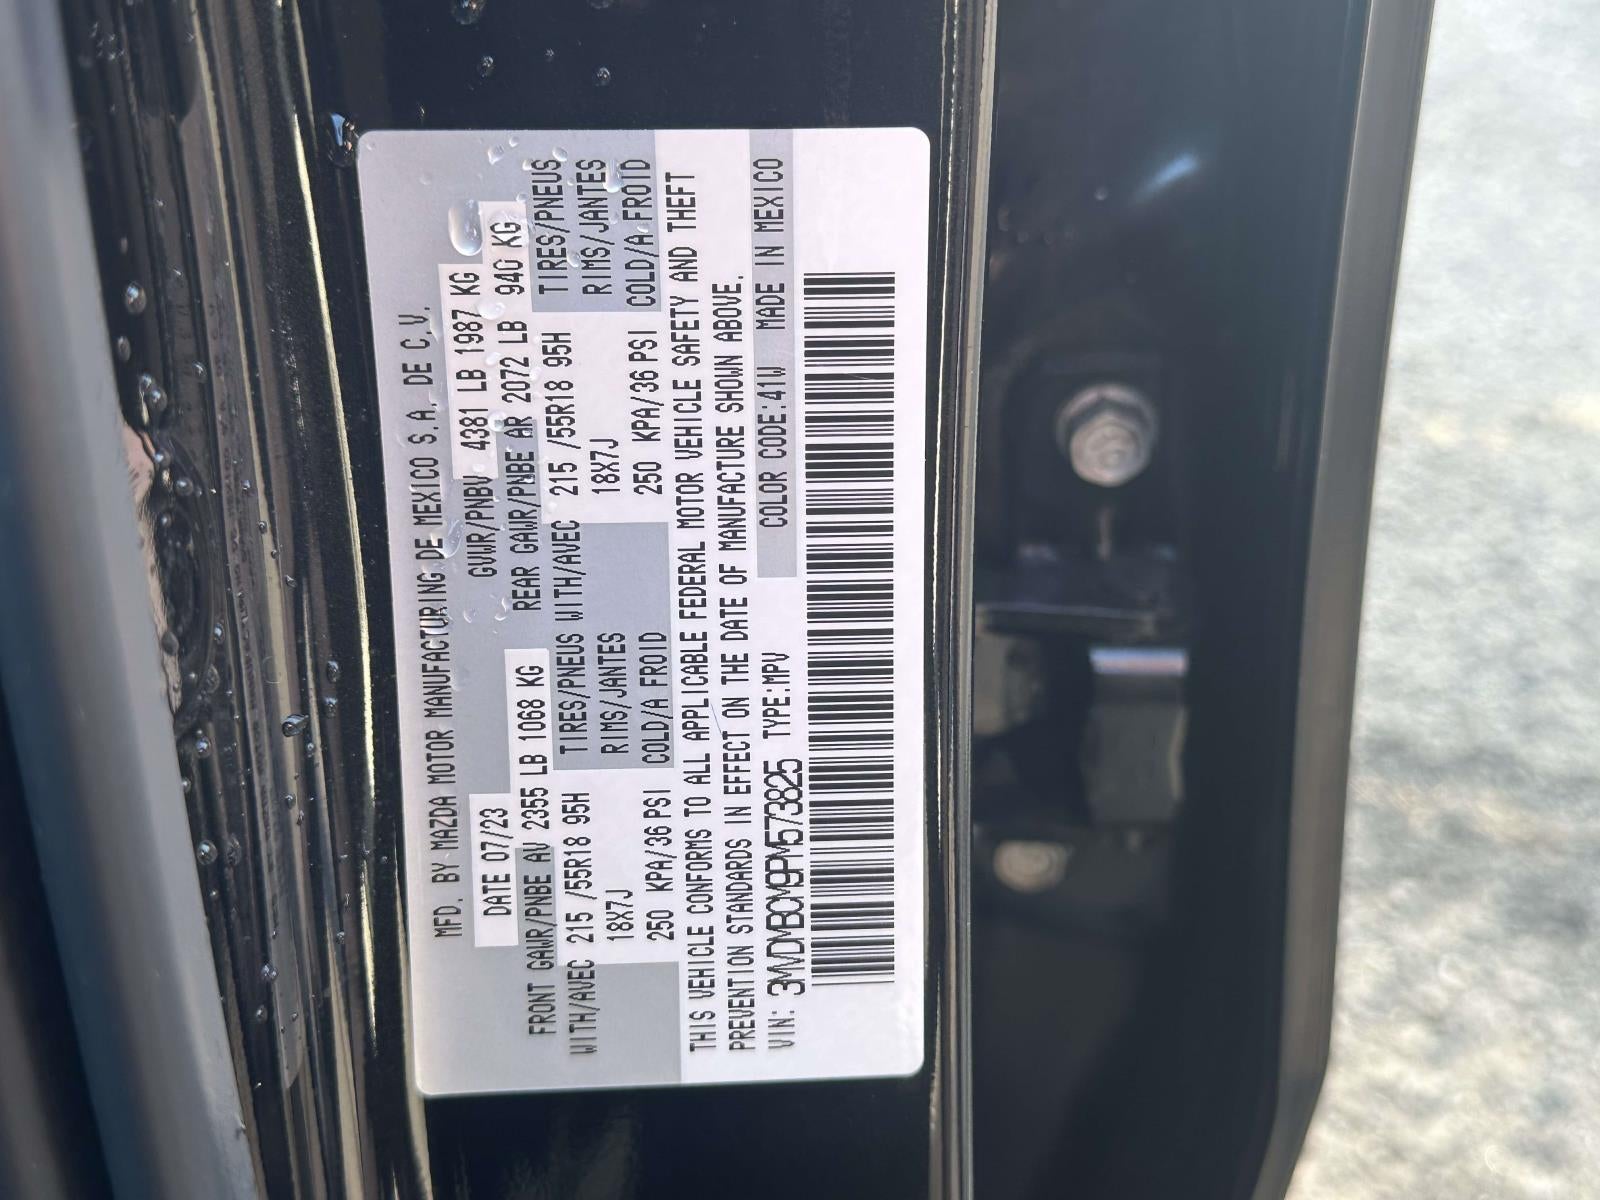 MFD. BY MAZDA MOTOR MANUFACTURING DE MEXICO S.A. DE C.V.
DATE 07/23 GVWR/PNBV 4381 LB 1987 KG
FRONT GAWR/PNBE AV 2355 LB 1068 KG REAR GAWR/PNBE AR 2072 LB 940 KG
WITH/AVEC 215 /55R18 95H TIRES/PNEUS WITH/AVEC 215 /55R18 95H TIRES/PNEUS
18X7J RIMS/JANTES 18X7J RIMS/JANTES
250 KPA/36 PSI COLD/A FROID 250 KPA/36 PSI COLD/A FROID
THIS VEHICLE CONFORMS TO ALL APPLICABLE FEDERAL MOTOR VEHICLE SAFETY AND THEFT
PREVENTION STANDARDS IN EFFECT ON THE DATE OF MANUFACTURE SHOWN ABOVE.
VIN: 3MVDMBCM9PM573825 TYPE:MPV COLOR CODE:41W MADE IN MEXICO